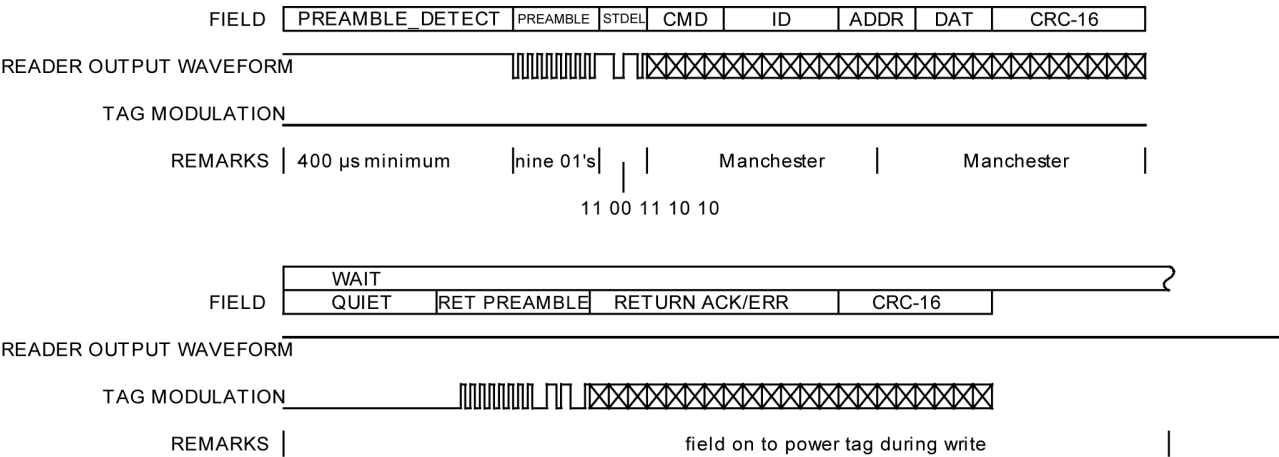 FIELD PREAMBLE_DETECT PREAMBLE STDEL CMD ID ADDR DAT CRC-16
READER OUTPUT WAVEFORM
TAG MODULATION
REMARKS 400 µs minimum nine 01's Manchester Manchester
11 00 11 10 10
WAIT
FIELD QUIET RET PREAMBLE RETURN ACK/ERR CRC-16
READER OUTPUT WAVEFORM
TAG MODULATION
REMARKS field on to power tag during write